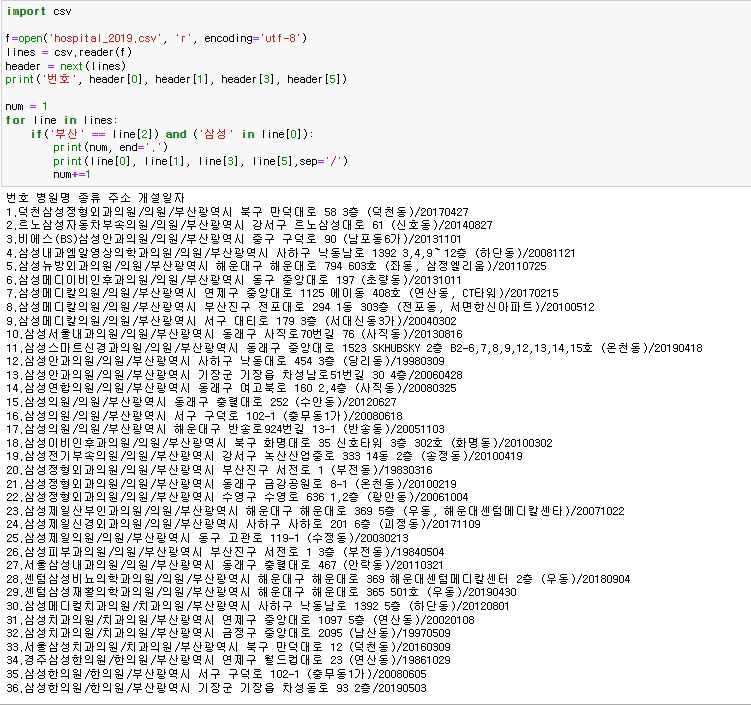 import csv
f=open('hospital_2019.csv', 'r', encoding='utf-8')
lines = csv.reader(f)
header = next(lines)
print('번호', header[0], header[1], header[3], header[5])
num = 1
for line in lines:
if('부산' == line[2]) and ('삼성' in line[0]):
print(num, end='.')
print(line[0], line[1], line[3], line[5],sep='/')
num+=1
번호 병원명 종류 주소 개설일자
1.덕천삼성정형외과의원/의원/부산광역시 북구 만덕대로 58 3층 (덕천동)/20170427
2.르노삼성자동차부속의원/의원/부산광역시 강서구 르노삼성대로 61 (신호동)/20140827
3.비에스(BS)삼성안과의원/의원/부산광역시 중구 구덕로 90 (남포동6가)/20131101
4.삼성내과엠알영상의학과의원/의원/부산광역시 사하구 낙동남로 1392 3,4,9~12층 (하단동)/20081121
5.삼성뉴방외과의원/의원/부산광역시 해운대구 해운대로 794 603호 (좌동, 삼정엘리움)/20110725
6.삼성메디이비인후과의원/의원/부산광역시 동구 중앙대로 197 (초량동)/20131011
7.삼성메디칼의원/의원/부산광역시 연제구 중앙대로 1125 에이동 408호 (연산동, CT타워)/20170215
8.삼성메디칼의원/의원/부산광역시 부산진구 전포대로 294 1동 303층 (전포동, 서면한신아파트)/20100512
9.삼성메디칼의원/의원/부산광역시 서구 대티로 179 3층 (서대신동3가)/20040302
10.삼성서울내과의원/의원/부산광역시 동래구 사직로70번길 76 (사직동)/20130816
11.삼성스마트신경과의원/의원/부산광역시 동래구 중앙대로 1523 SKHUBSKY 2층 B2-6,7,8,9,12,13,14,15호 (온천동)/20190418
12.삼성안과의원/의원/부산광역시 사하구 낙동대로 454 3층 (당리동)/19980309
13.삼성안과의원/의원/부산광역시 기장군 기장읍 차성남로51번길 30 4층/20060428
14.삼성연합의원/의원/부산광역시 동래구 여고북로 160 2,4층 (사직동)/20080325
15.삼성의원/의원/부산광역시 동래구 충렬대로 252 (수안동)/20120627
16.삼성의원/의원/부산광역시 서구 구덕로 102-1 (충무동1가)/20080618
17.삼성의원/의원/부산광역시 해운대구 반송로924번길 13-1 (반송동)/20051103
18.삼성이비인후과의원/의원/부산광역시 북구 화명대로 35 신호타워 3층 302호 (화명동)/20100302
19.삼성전기부속의원/의원/부산광역시 강서구 녹산산업중로 333 14동 2층 (송정동)/20100419
20.삼성정형외과의원/의원/부산광역시 부산진구 서전로 1 (부전동)/19830316
21.삼성정형외과의원/의원/부산광역시 동래구 금강공원로 8-1 (온천동)/20100219
22.삼성정형외과의원/의원/부산광역시 수영구 수영로 636 1,2층 (광안동)/20061004
23.삼성제일산부인과의원/의원/부산광역시 해운대구 해운대로 369 5층 (우동, 해운대센텀메디칼센타)/20071022
24.삼성제일신경외과의원/의원/부산광역시 사하구 사하로 201 6층 (괴정동)/20171109
25.삼성제일의원/의원/부산광역시 동구 고관로 119-1 (수정동)/20030213
26.삼성피부과의원/의원/부산광역시 부산진구 서전로 1 3층 (부전동)/19840504
27.서울삼성내과의원/의원/부산광역시 동래구 충렬대로 467 (안락동)/20110321
28.센텀삼성비뇨의학과의원/의원/부산광역시 해운대구 해운대로 369 해운대센텀메디칼센터 2층 (우동)/20180904
29.센텀삼성재활의학과의원/의원/부산광역시 해운대구 해운대로 365 501호 (우동)/20190430
30.삼성메디컬치과의원/치과의원/부산광역시 사하구 낙동남로 1392 5층 (하단동)/20120801
31.삼성치과의원/치과의원/부산광역시 연제구 중앙대로 1097 5층 (연산동)/20020108
32.삼성치과의원/치과의원/부산광역시 금정구 중앙대로 2095 (남산동)/19970509
33.서울삼성치과의원/치과의원/부산광역시 북구 만덕대로 12 (덕천동)/20160309
34.경주삼성한의원/한의원/부산광역시 연제구 월드컵대로 23 (연산동)/19861029
35.삼성한의원/한의원/부산광역시 서구 구덕로 102-1 (충무동1가)/20080605
36.삼성한의원/한의원/부산광역시 기장군 기장읍 차성동로 93 2층/20190503